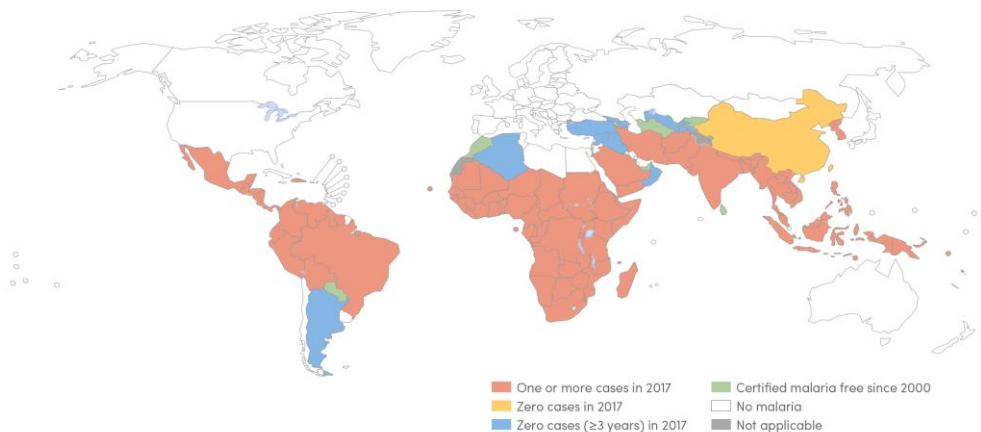 One or more cases in 2017
Zero cases in 2017
Zero cases (≥3 years) in 2017
Certified malaria free since 2000
No malaria
Not applicable